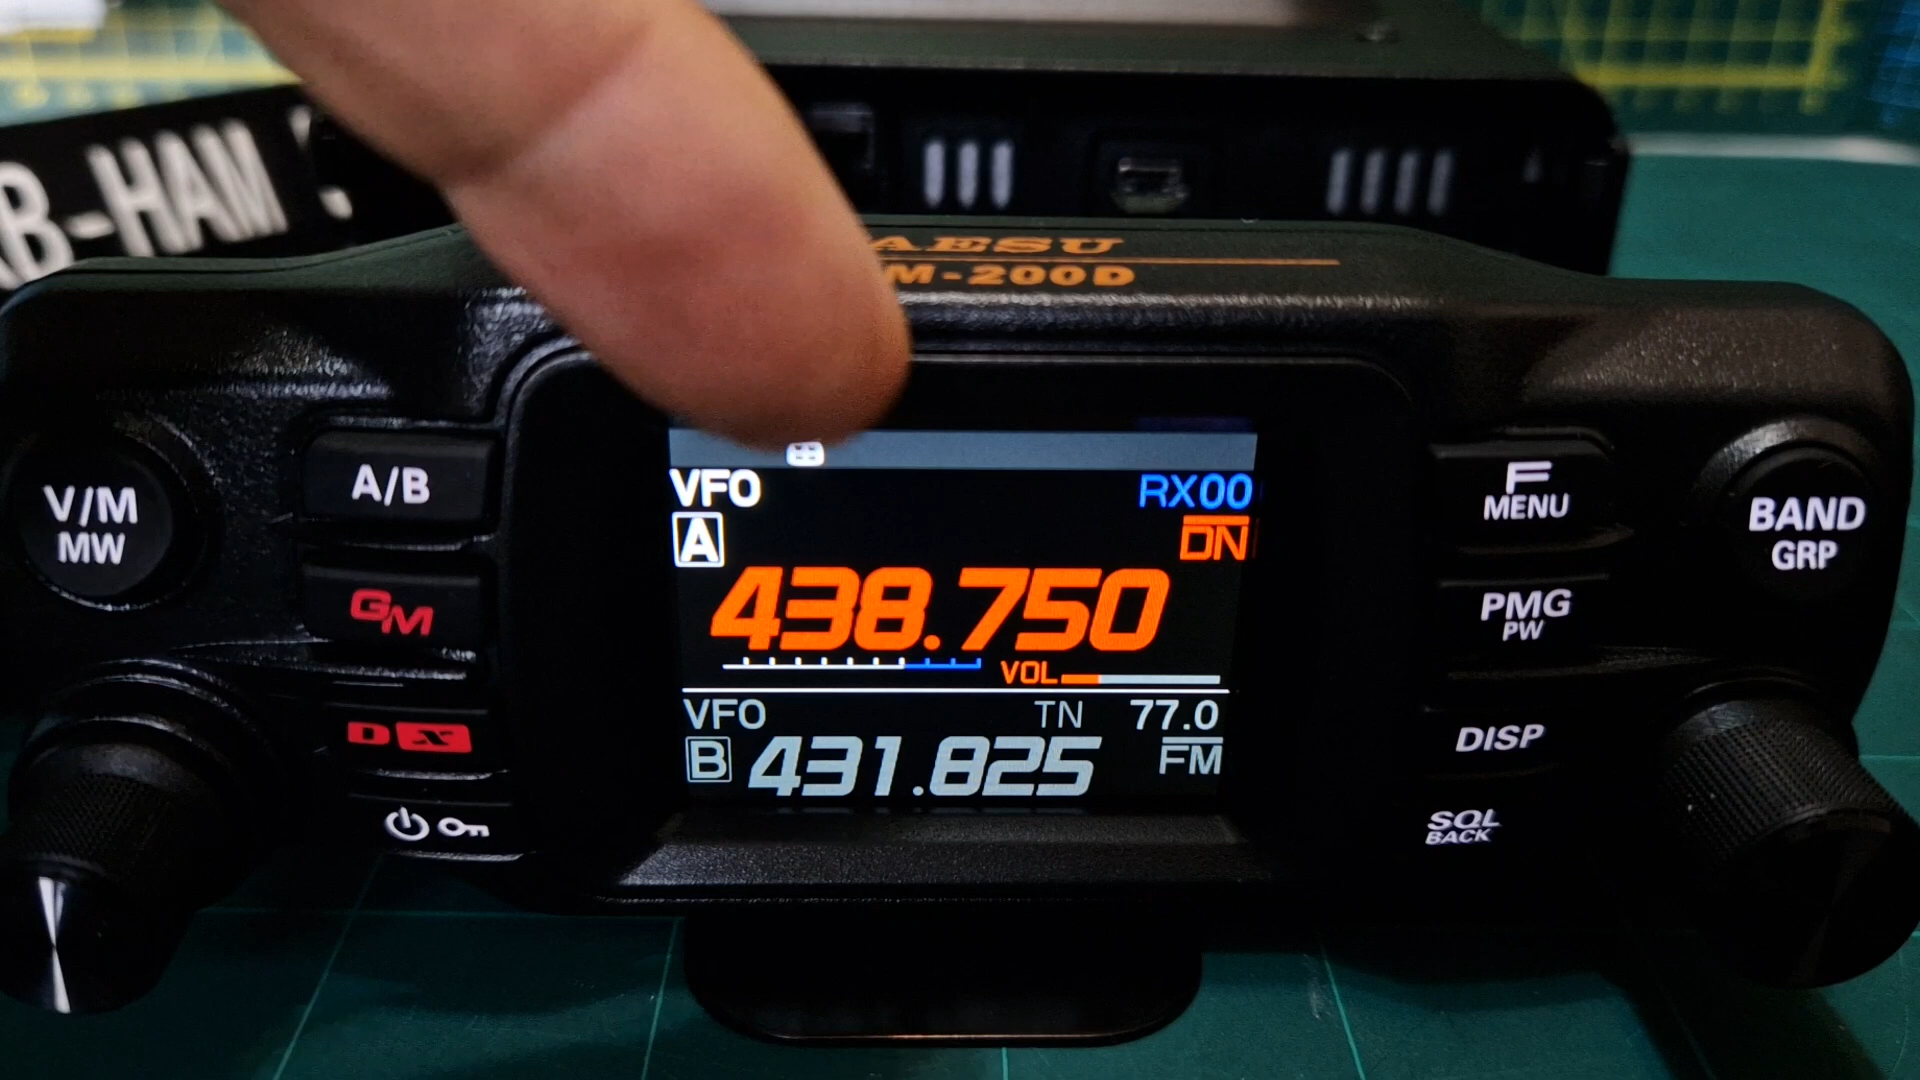 B-HAM
AESU
M-200D
V/M
MW
A/B
GM
DX
VFO
RX00
A
DN
438.750
VOL
VFO
TN 77.0
B
431.825
FM
F
MENU
PMG
PW
DISP
SQL
BACK
BAND
GRP